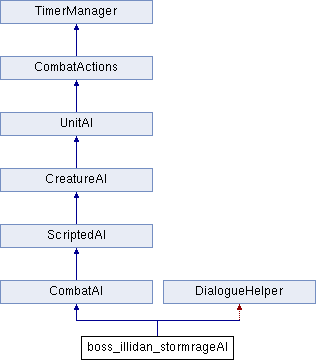 TimerManager
CombatActions
UnitAI
CreatureAI
ScriptedAI
CombatAI
DialogueHelper
boss_illidan_stormrageAI